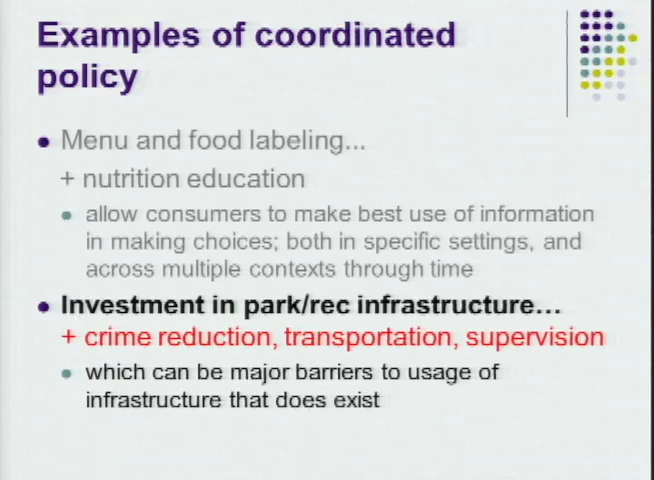 Examples of coordinated
policy
Menu and food labeling...
+ nutrition education
allow consumers to make best use of information
in making choices; both in specific settings, and
across multiple contexts through time
Investment in park/rec infrastructure...
+ crime reduction, transportation, supervision
which can be major barriers to usage of
infrastructure that does exist